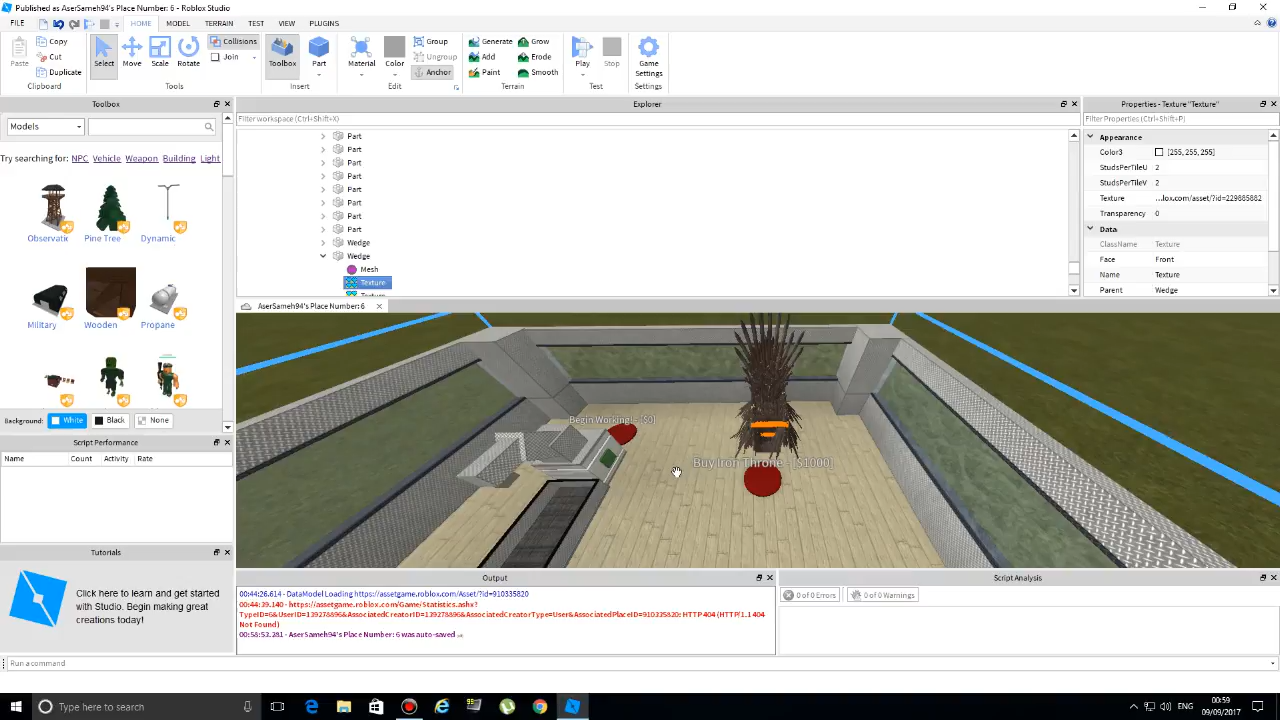 Published as AserSameh94's Place Number: 6 - Roblox Studio
FILE HOME MODEL TERRAIN TEST VIEW PLUGINS
Paste Copy Cut Duplicate Clipboard
Select Move Scale Rotate Collisions Join Tools
Toolbox Part Insert
Material Color Group Ungroup Anchor Edit
Generate Add Paint Grow Erode Smooth Terrain
Play Stop Test
Game Settings Settings
Toolbox
Models
Try searching for: NPC Vehicle Weapon Building Light
Observatic Pine Tree Dynamic
Military Wooden Propane
Background: White Black None
Script Performance
Name Count Activity Rate
Tutorials
Click here to learn and get started
with Studio. Begin making great
creations today!
Explorer
Filter workspace (Ctrl+Shift+X)
Part
Part
Part
Part
Part
Part
Part
Part
Wedge
Wedge
Mesh
Texture
Texture
Properties - Texture "Texture"
Filter Properties (Ctrl+Shift+P)
Appearance
Color3 [255, 255, 255]
StudsPerTileU 2
StudsPerTileV 2
Texture ...lox.com/asset/?id=229885882
Transparency 0
Data
ClassName Texture
Face Front
Name Texture
Parent Wedge
AserSameh94's Place Number: 6
Begin Working! - ($0)
Buy Iron Throne - ($1000)
Output
00:44:26.614 - DataModel Loading https://assetgame.roblox.com/Asset/?id=910335820
00:44:39.140 - https://assetgame.roblox.com/Game/Statistics.ashx?
TypeID=6&UserID=139278896&AssociatedCreatorID=139278896&AssociatedCreatorType=User&AssociatedPlaceID=910335820: HTTP 404 (HTTP/1.1 404
Not Found)
00:58:53.281 - AserSameh94's Place Number: 6 was auto-saved
Script Analysis
0 of 0 Errors 0 of 0 Warnings
Run a command
Type here to search
ENG
00:59
09/09/2017